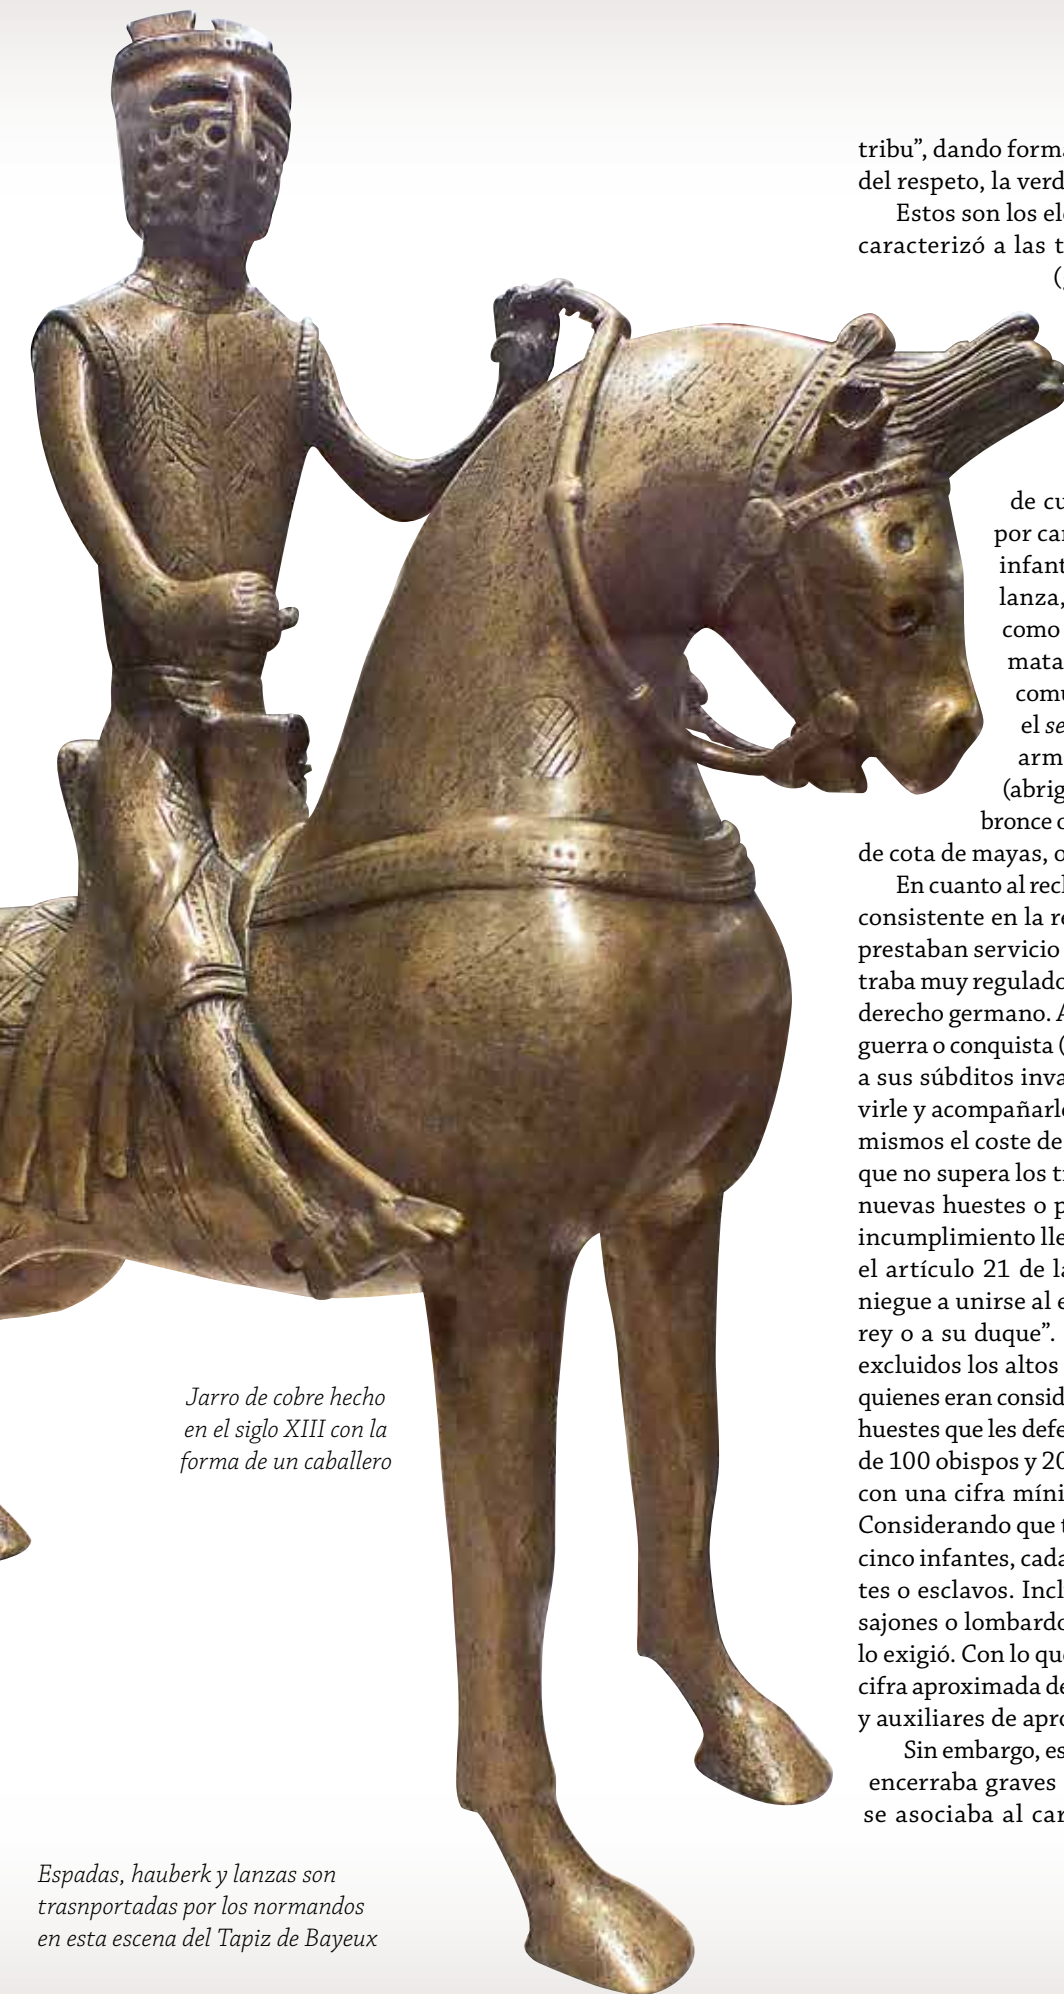 tribu”, dando forma
del respeto, la verd
Estos son los ele
caracterizó a las t
(
de cu
por car
infant
lanza,
como
mata
comu
el se
arm
(abrig
bronce o
de cota de mayas, o
En cuanto al recl
consistente en la re
prestaban servicio
traba muy regulado
derecho germano. A
guerra o conquista (
a sus súbditos inva
virle y acompañarle
mismos el coste de
que no supera los tr
nuevas huestes o p
incumplimiento lle
el artículo 21 de la
niegue a unirse al e
rey o a su duque”.
excluidos los altos
quienes eran consid
huestes que les defe
de 100 obispos y 20
con una cifra míni
Considerando que t
cinco infantes, cada
tes o esclavos. Incl
sajones o lombardo
lo exigió. Con lo que
cifra aproximada de
y auxiliares de apro
Sin embargo, es
encerraba graves
se asociaba al car
Jarro de cobre hecho
en el siglo XIII con la
forma de un caballero
Espadas, hauberk y lanzas son
trasnportadas por los normandos
en esta escena del Tapiz de Bayeux